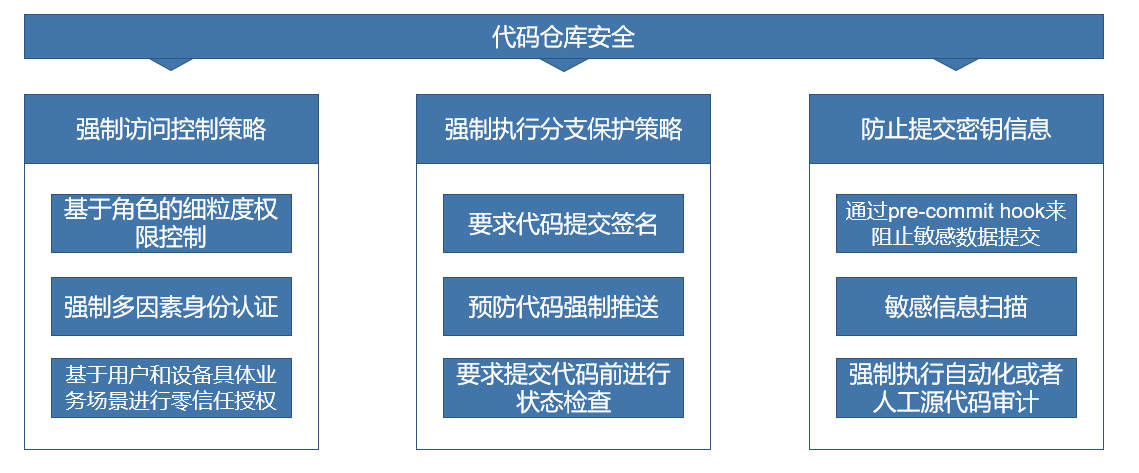 代码仓库安全
强制访问控制策略
基于角色的细粒度权
限控制
强制多因素身份认证
基于用户和设备具体业
务场景进行零信任授权
强制执行分支保护策略
要求代码提交签名
预防代码强制推送
要求提交代码前进行
状态检查
防止提交密钥信息
通过pre-commit hook来
阻止敏感数据提交
敏感信息扫描
强制执行自动化或者
人工源代码审计